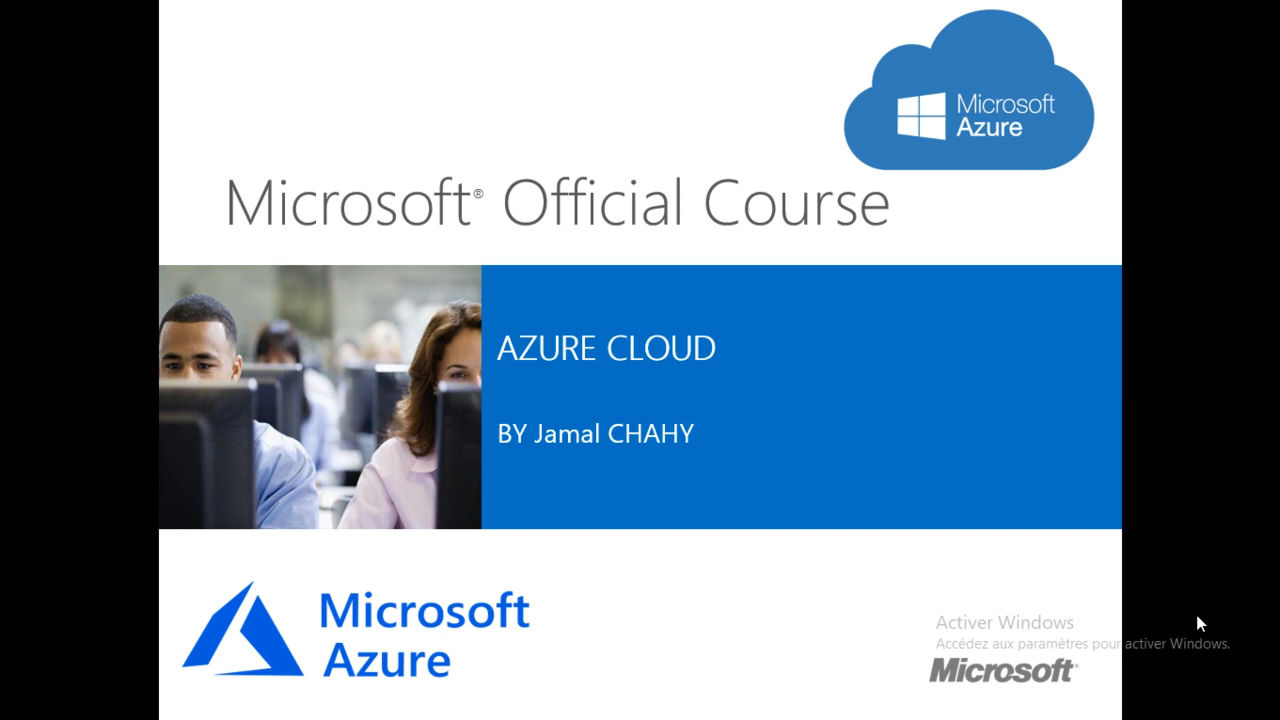 Microsoft
Azure
Microsoft® Official Course
AZURE CLOUD
BY Jamal CHAHY
Microsoft
Azure
Activer Windows
Accédez aux paramètres pour activer Windows.
Microsoft®